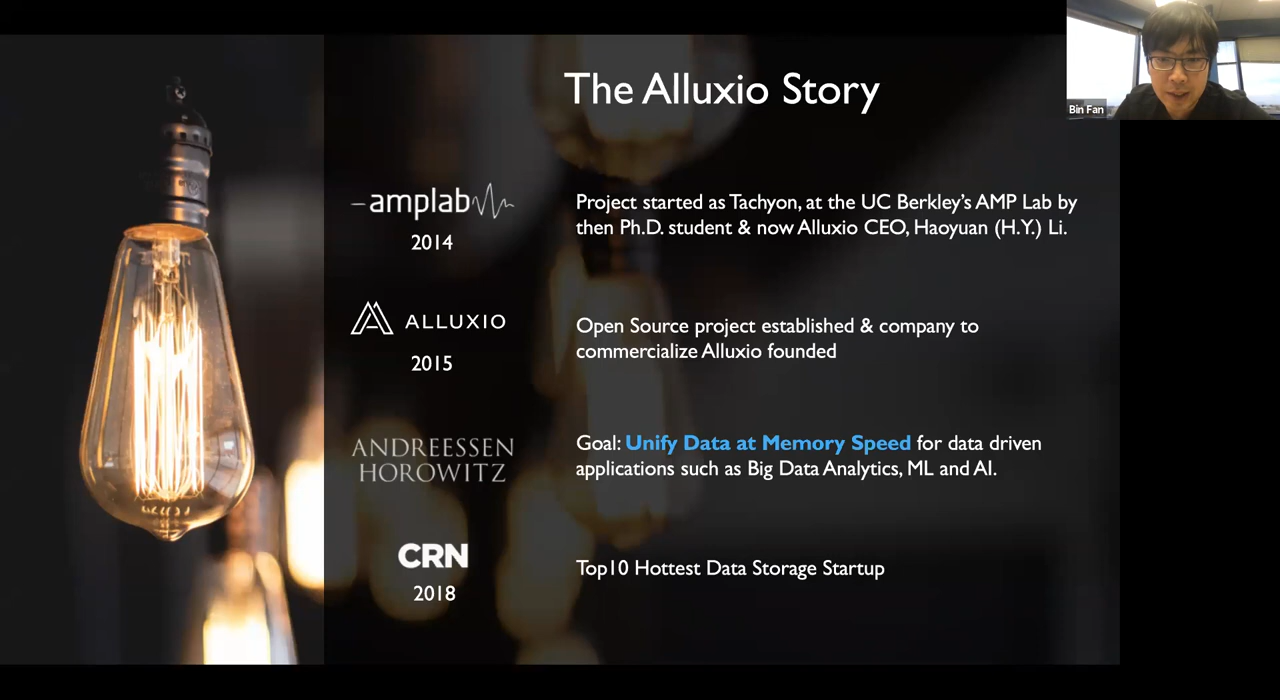 The Alluxio Story
Bin Fan
amplab
2014
Project started as Tachyon, at the UC Berkley's AMP Lab by
then Ph.D. student & now Alluxio CEO, Haoyuan (H.Y.) Li.
ALLUXIO
2015
Open Source project established & company to
commercialize Alluxio founded
ANDREESSEN
HOROWITZ
Goal: Unify Data at Memory Speed for data driven
applications such as Big Data Analytics, ML and AI.
CRN
2018
Top10 Hottest Data Storage Startup